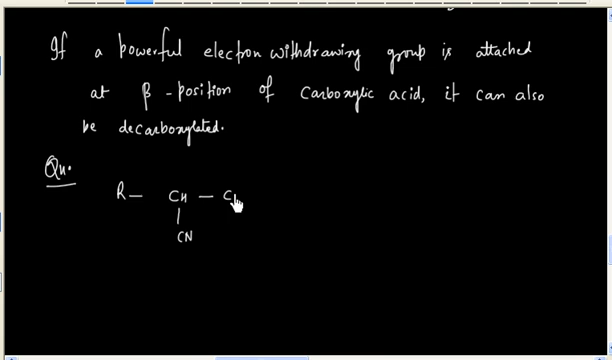 If a powerful electron withdrawing group is attached
at β-position of carboxylic acid, it can also
be decarboxylated.
Qu.
R— CH — C
|
CN